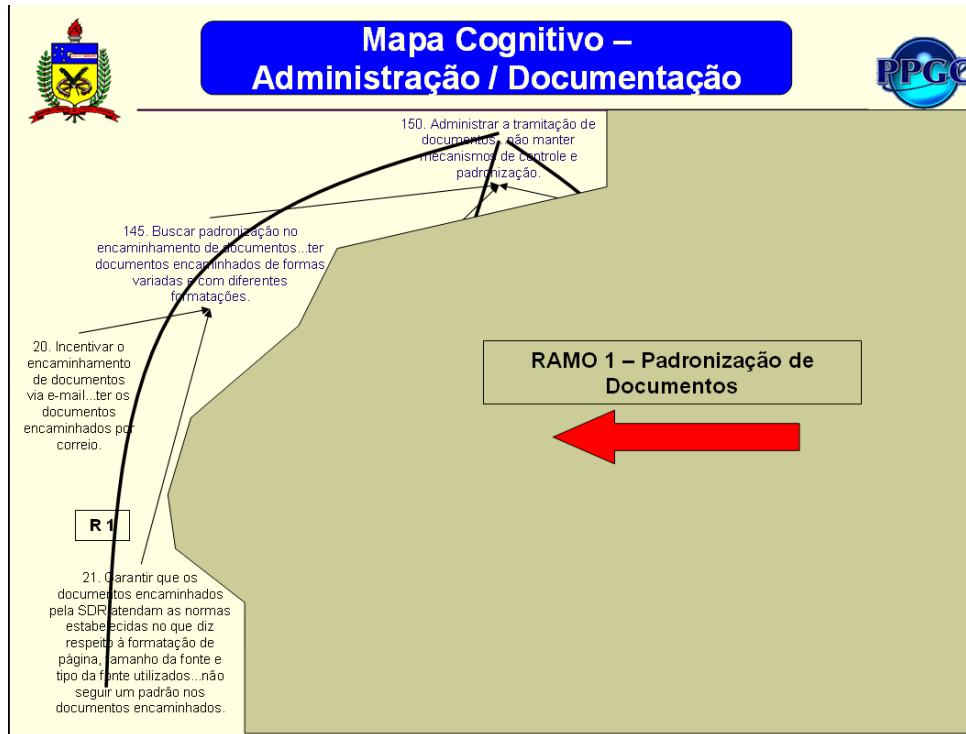 Mapa Cognitivo –
Administração / Documentação
PPGC
150. Administrar a tramitação de
documentos...não manter
mecanismos de controle e
padronização.
145. Buscar padronização no
encaminhamento de documentos...ter
documentos encaminhados de formas
variadas e com diferentes
formatações.
20. Incentivar o
encaminhamento
de documentos
via e-mail...ter os
documentos
encaminhados por
correio.
RAMO 1 – Padronização de
Documentos
R 1
21. Garantir que os
documentos encaminhados
pela SDR atendam as normas
estabelecidas no que diz
respeito à formatação de
página, tamanho da fonte e
tipo da fonte utilizados...não
seguir um padrão nos
documentos encaminhados.